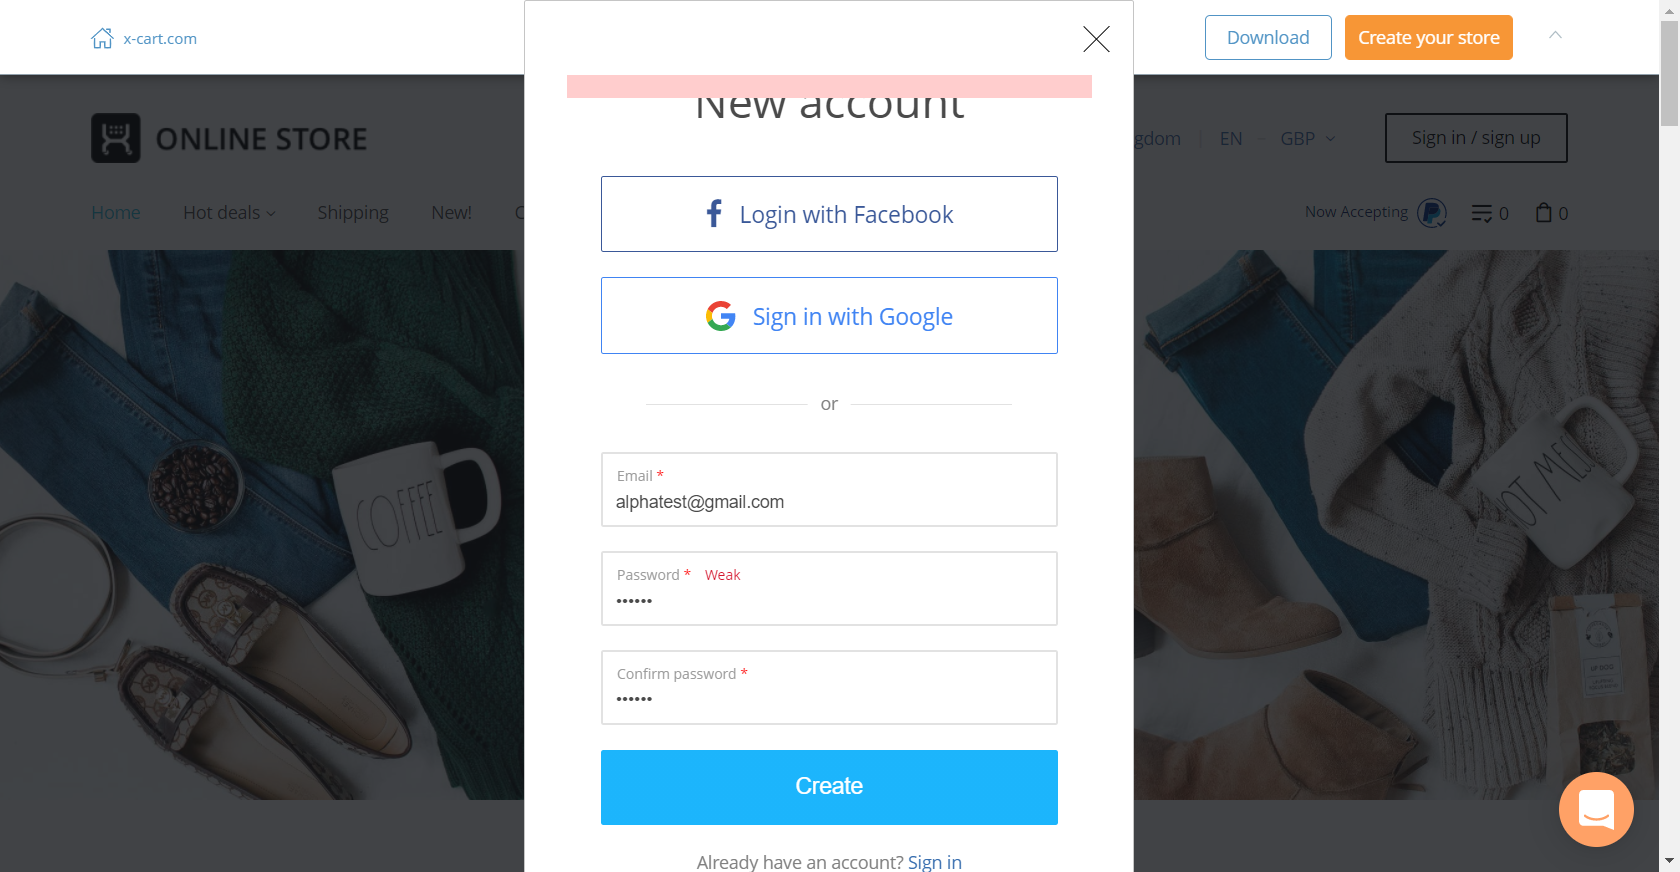 x-cart.com
Download
Create your store
New account
ONLINE STORE
EN
GBP
Sign in / sign up
Home
Hot deals
Shipping
New!
Now Accepting
0
0
Login with Facebook
Sign in with Google
or
Email *
alphatest@gmail.com
Password * Weak
••••••
Confirm password *
••••••
Create
Already have an account? Sign in
COFFEE